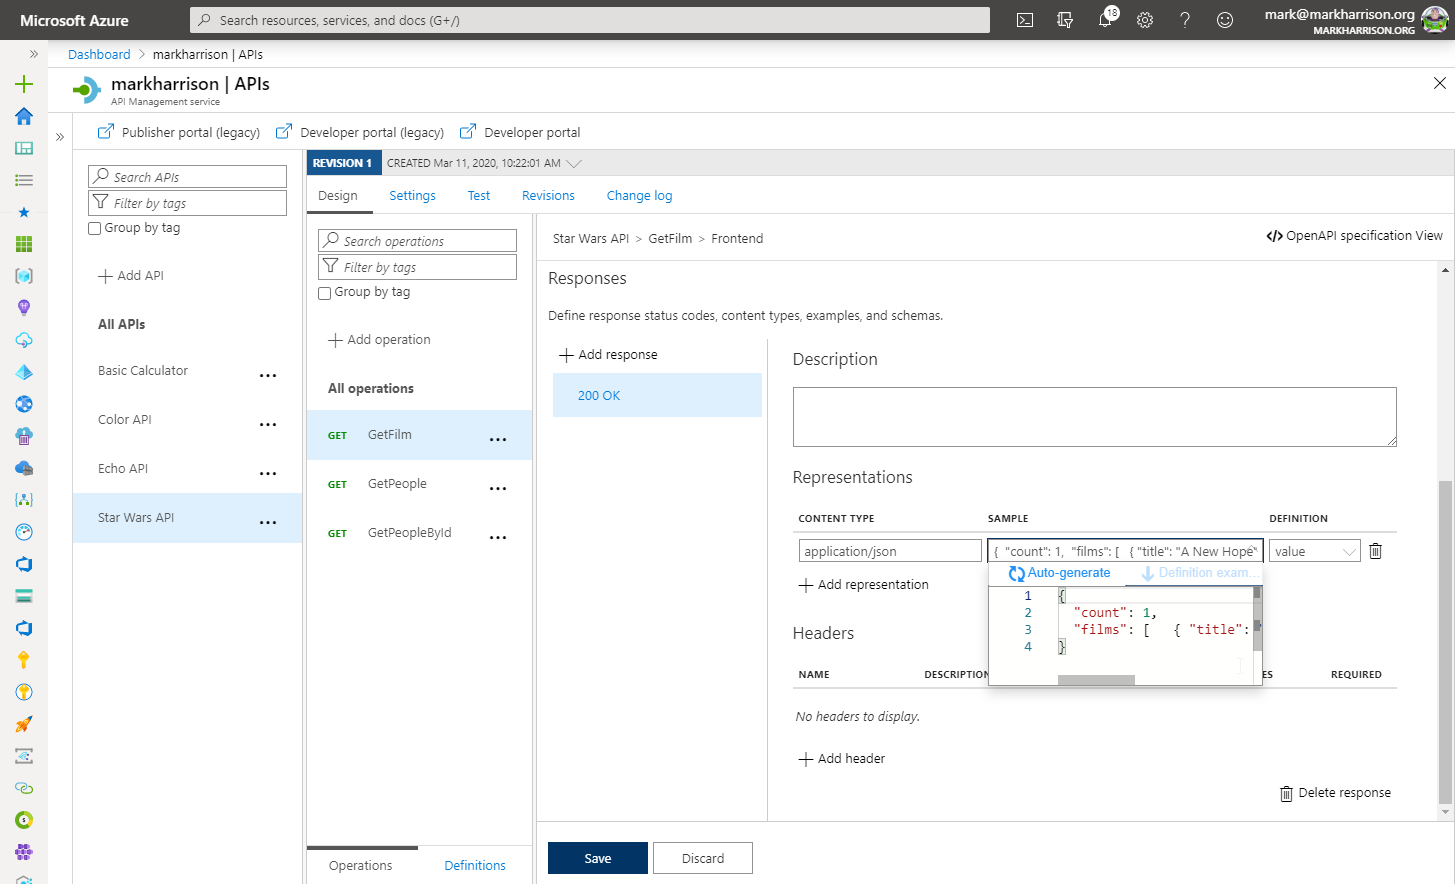 Microsoft Azure
Search resources, services, and docs (G+/)
18
mark@markharrison.org
MARKHARRISON.ORG
Dashboard > markharrison | APIs
markharrison | APIs
API Management service
Publisher portal (legacy) Developer portal (legacy) Developer portal
Search APIs
Filter by tags
Group by tag
Add API
All APIs
Basic Calculator
Color API
Echo API
Star Wars API
REVISION 1 CREATED Mar 11, 2020, 10:22:01 AM
Design Settings Test Revisions Change log
Search operations
Filter by tags
Group by tag
Add operation
All operations
GET GetFilm
GET GetPeople
GET GetPeopleById
Operations Definitions
Star Wars API > GetFilm > Frontend
</> OpenAPI specification View
Responses
Define response status codes, content types, examples, and schemas.
Add response
200 OK
Description
Representations
CONTENT TYPE SAMPLE DEFINITION
application/json { "count": 1, "films": [ { "title": "A New Hope" value
Auto-generate Definition exam...
1 {
2 "count": 1,
3 "films": [ { "title":
4 }
Add representation
Headers
NAME DESCRIPTION ES REQUIRED
No headers to display.
Add header
Delete response
Save Discard